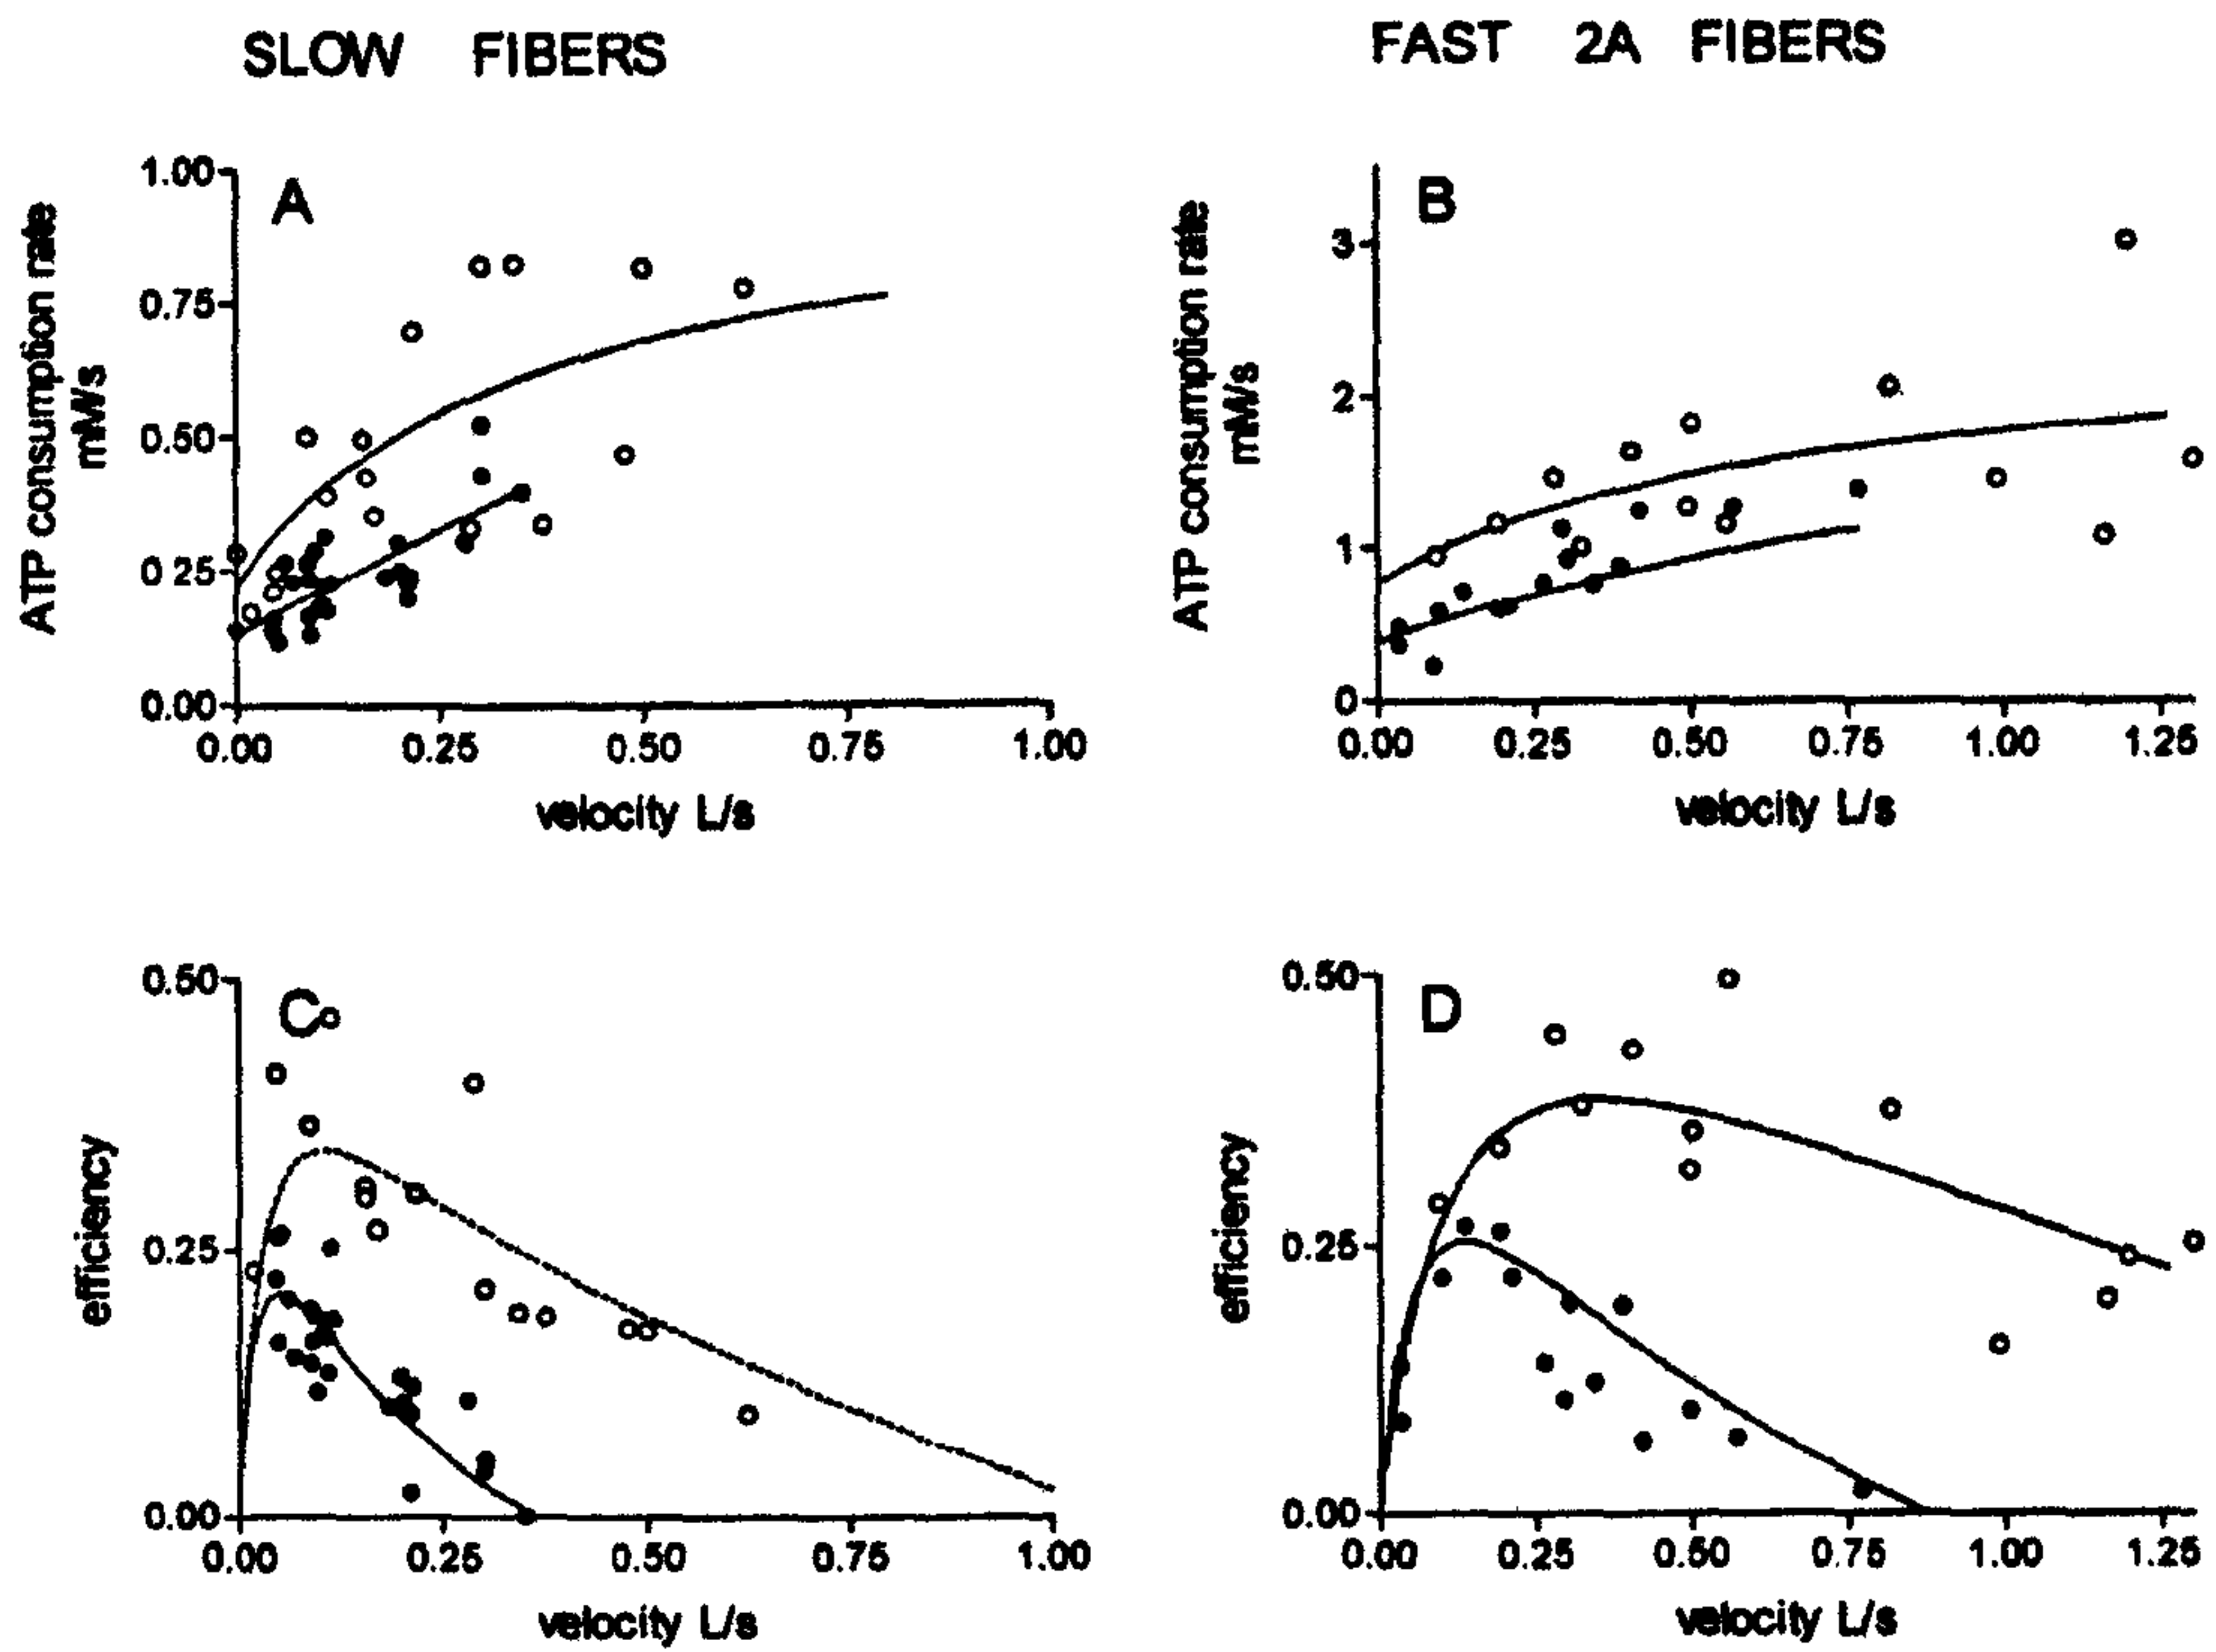 SLOW FIBERS
FAST 2A FIBERS
A
ATP consumption rate
mM/s
1.00
0.75
0.50
0.25
0.00
0.00 0.25 0.50 0.75 1.00
velocity L/s
B
ATP consumption rate
mM/s
3
2
1
0
0.00 0.25 0.50 0.75 1.00 1.25
velocity L/s
C
efficiency
0.50
0.25
0.00
0.00 0.25 0.50 0.75 1.00
velocity L/s
D
efficiency
0.50
0.25
0.00
0.00 0.25 0.50 0.75 1.00 1.25
velocity L/s